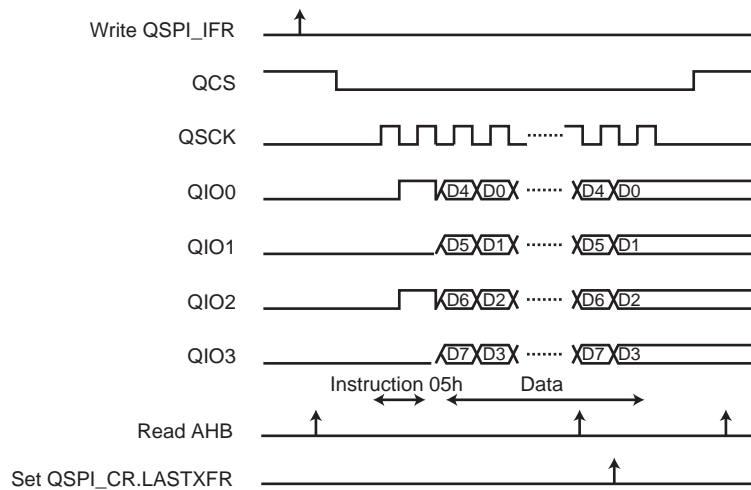 Write QSPI_IFR
QCS
QSCK
QIO0
D4 D0 D4 D0
QIO1
D5 D1 D5 D1
QIO2
D6 D2 D6 D2
QIO3
D7 D3 D7 D3
Instruction 05h Data
Read AHB
Set QSPI_CR.LASTXFR